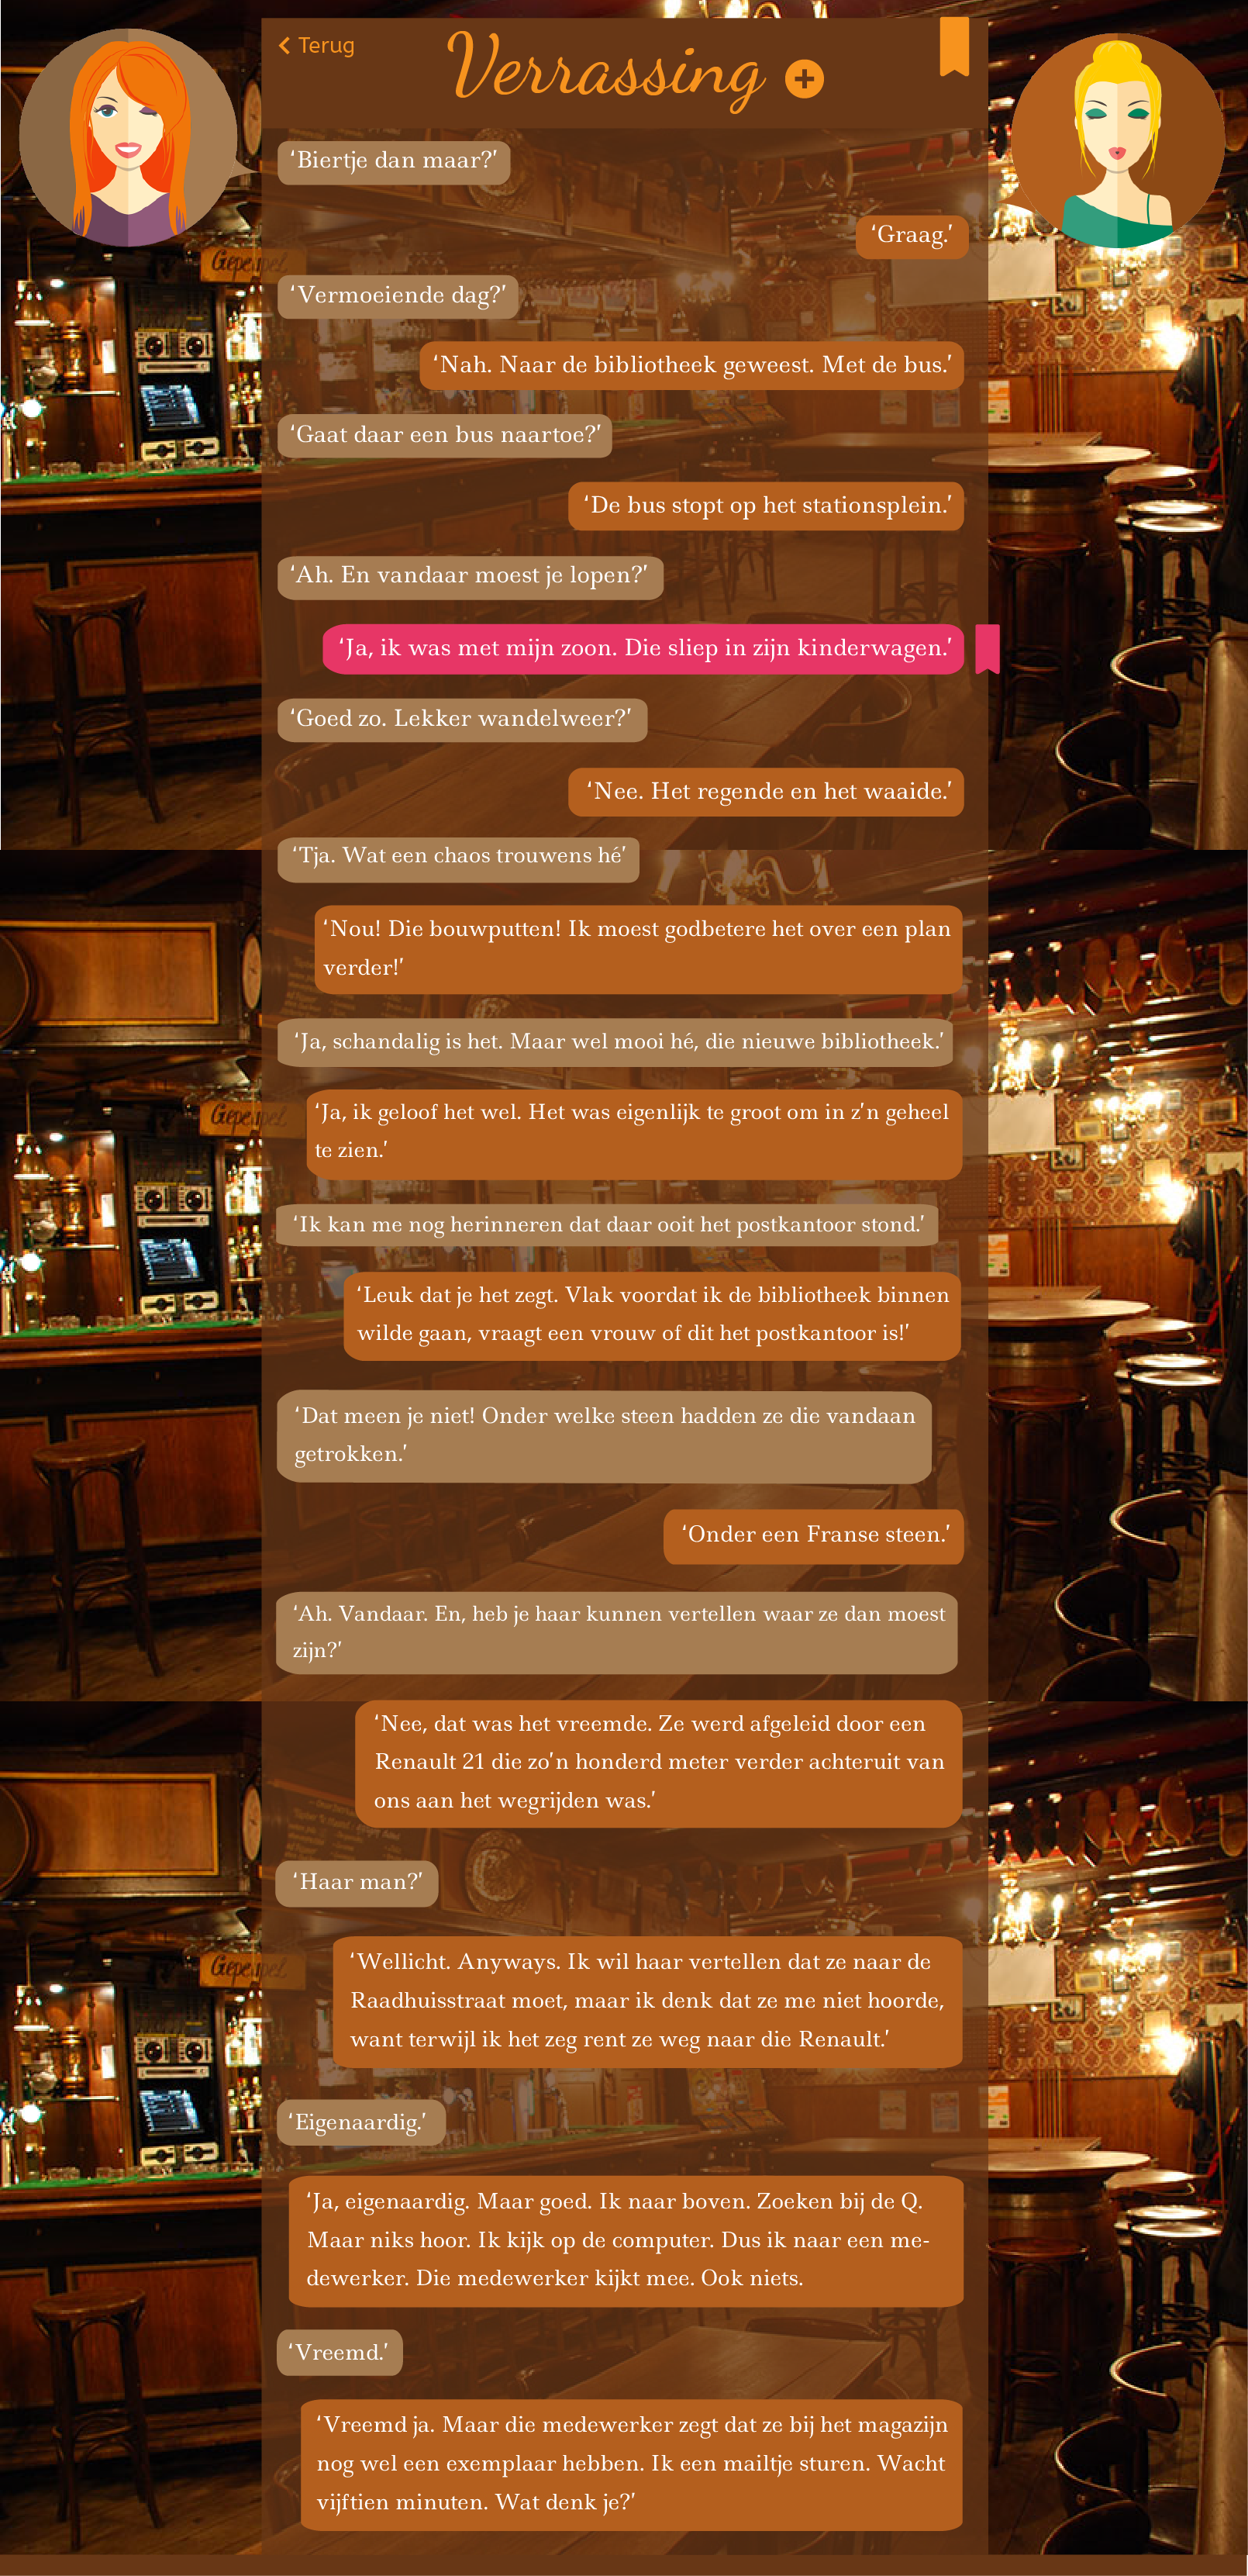 Terug
Verrassing
‘Biertje dan maar?’
‘Graag.’
‘Vermoeiende dag?’
‘Nah. Naar de bibliotheek geweest. Met de bus.’
‘Gaat daar een bus naartoe?’
‘De bus stopt op het stationsplein.’
‘Ah. En vandaar moest je lopen?’
‘Ja, ik was met mijn zoon. Die sliep in zijn kinderwagen.’
‘Goed zo. Lekker wandelweer?’
‘Nee. Het regende en het waaide.’
‘Tja. Wat een chaos trouwens hé’
‘Nou! Die bouwputten! Ik moest godbetere het over een plan
verder!’
‘Ja, schandalig is het. Maar wel mooi hé, die nieuwe bibliotheek.’
‘Ja, ik geloof het wel. Het was eigenlijk te groot om in z’n geheel
te zien.’
‘Ik kan me nog herinneren dat daar ooit het postkantoor stond.’
‘Leuk dat je het zegt. Vlak voordat ik de bibliotheek binnen
wilde gaan, vraagt een vrouw of dit het postkantoor is!’
‘Dat meen je niet! Onder welke steen hadden ze die vandaan
getrokken.’
‘Onder een Franse steen.’
‘Ah. Vandaar. En, heb je haar kunnen vertellen waar ze dan moest
zijn?’
‘Nee, dat was het vreemde. Ze werd afgeleid door een
Renault 21 die zo’n honderd meter verder achteruit van
ons aan het wegrijden was.’
‘Haar man?’
‘Wellicht. Anyways. Ik wil haar vertellen dat ze naar de
Raadhuisstraat moet, maar ik denk dat ze me niet hoorde,
want terwijl ik het zeg rent ze weg naar die Renault.’
‘Eigenaardig.’
‘Ja, eigenaardig. Maar goed. Ik naar boven. Zoeken bij de Q.
Maar niks hoor. Ik kijk op de computer. Dus ik naar een me-
dewerker. Die medewerker kijkt mee. Ook niets.
‘Vreemd.’
‘Vreemd ja. Maar die medewerker zegt dat ze bij het magazijn
nog wel een exemplaar hebben. Ik een mailtje sturen. Wacht
vijftien minuten. Wat denk je?’